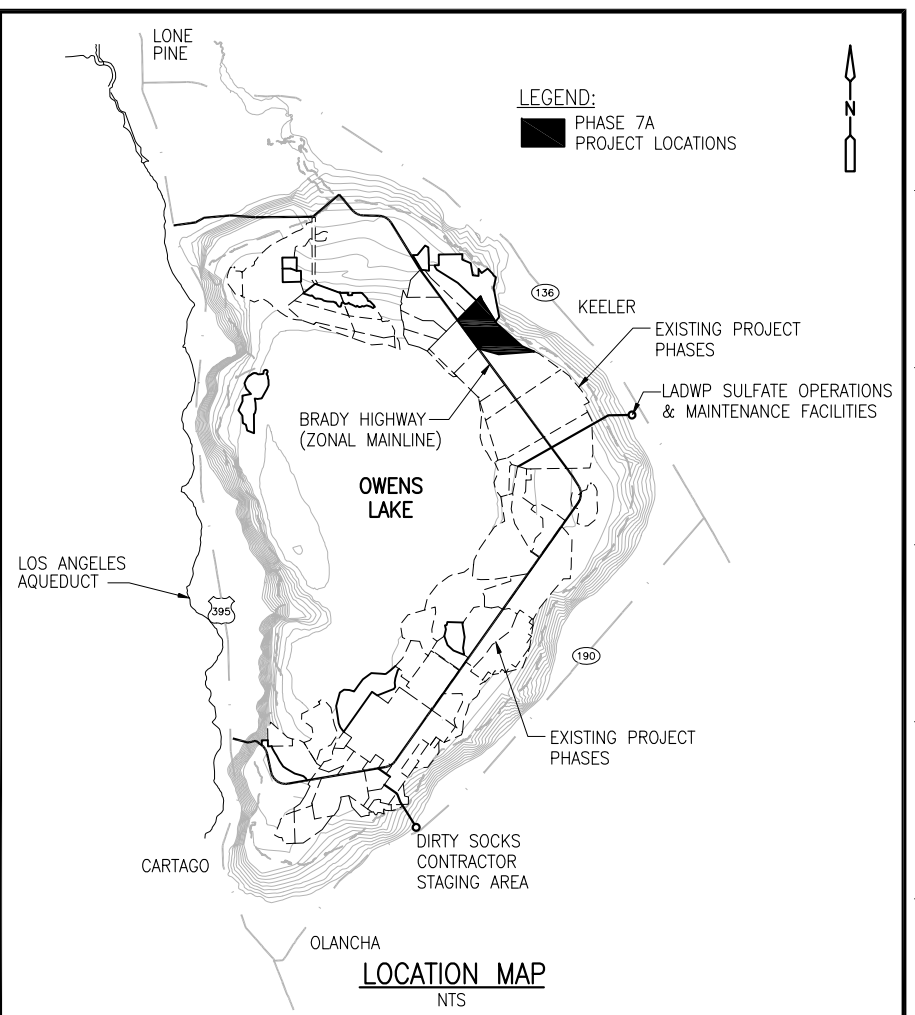 LONE
PINE
LEGEND:
PHASE 7A
PROJECT LOCATIONS
N
136
KEELER
EXISTING PROJECT
PHASES
LADWP SULFATE OPERATIONS
& MAINTENANCE FACILITIES
BRADY HIGHWAY
(ZONAL MAINLINE)
OWENS
LAKE
LOS ANGELES
AQUEDUCT
395
190
EXISTING PROJECT
PHASES
DIRTY SOCKS
CONTRACTOR
STAGING AREA
CARTAGO
OLANCHA
LOCATION MAP
NTS